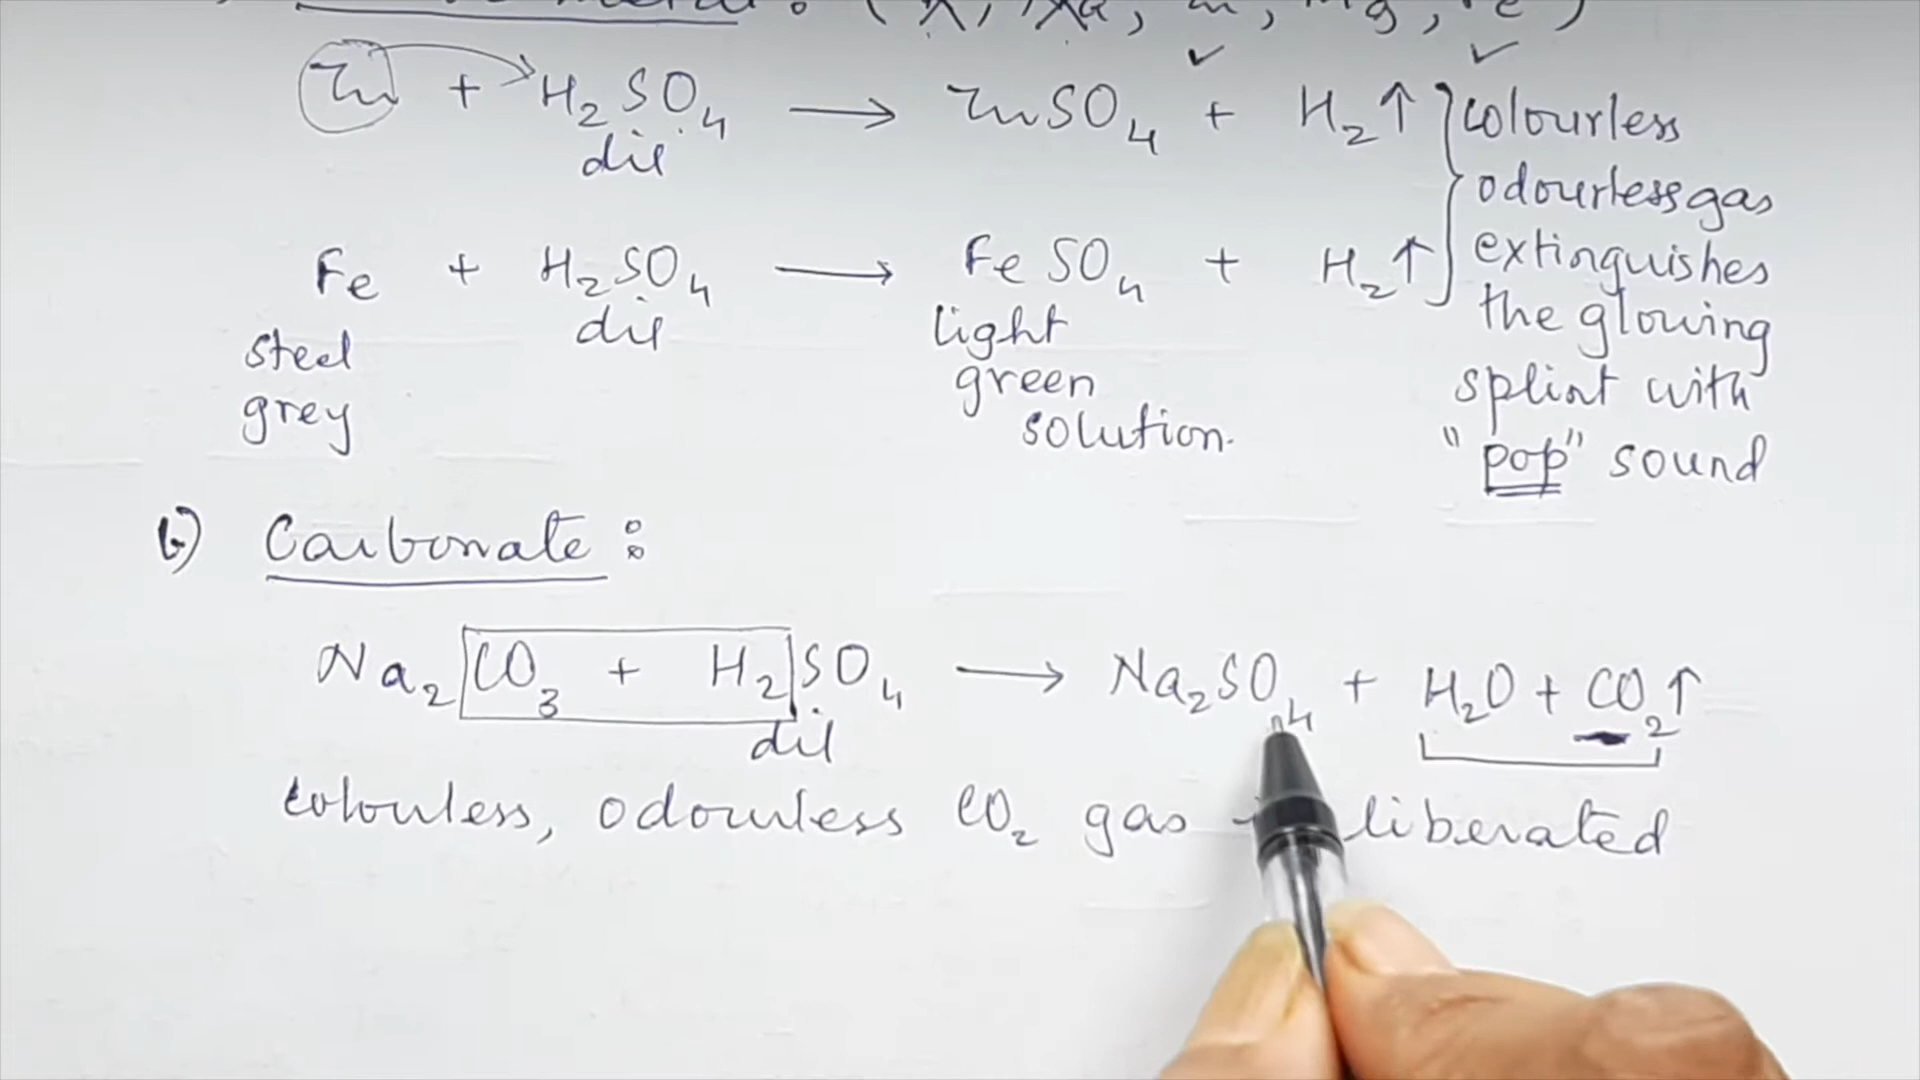 Zn + H₂SO₄ → ZnSO₄ + H₂↑ } colourless
dil
odourless gas
Fe + H₂SO₄ → FeSO₄ + H₂↑
dil
extinguishes
the glowing
splint with
"pop" sound
steel
grey
light
green
solution.
b) Carbonate :
Na₂CO₃ + H₂SO₄ → Na₂SO₄ + H₂O + CO₂↑
dil
colouless, odourless CO₂ gas liberated